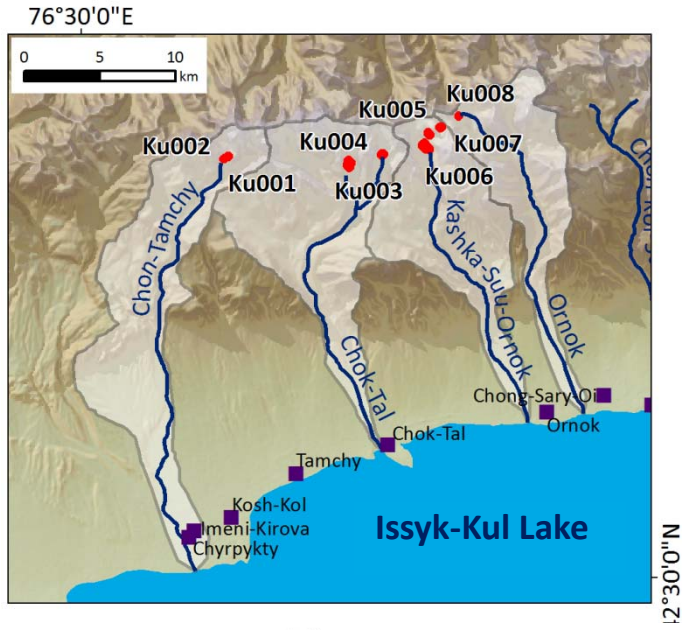 76°30'0"E
0 5 10
km
Ku008
Ku005
Ku002
Ku004
Ku007
Ku001
Ku003
Ku006
Chon-Tamchy
Kashka-Suu-Ornok
Ornok
Chok-Tal
Chong-Sary-Oi
Ornok
Chok-Tal
Tamchy
Kosh-Kol
Imeni-Kirova
Chyrpykty
Issyk-Kul Lake
42°30'0"N